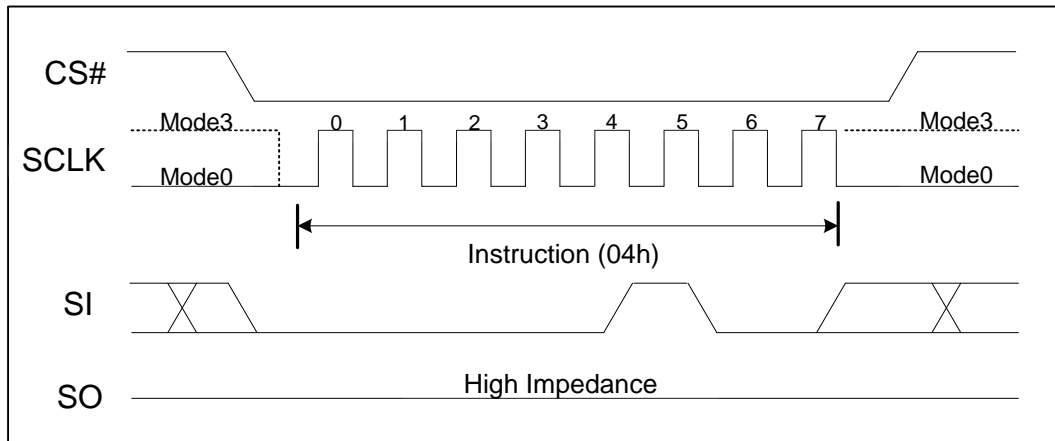 CS#
Mode3 0 1 2 3 4 5 6 7 Mode3
SCLK
Mode0 Mode0
Instruction (04h)
SI
High Impedance
SO